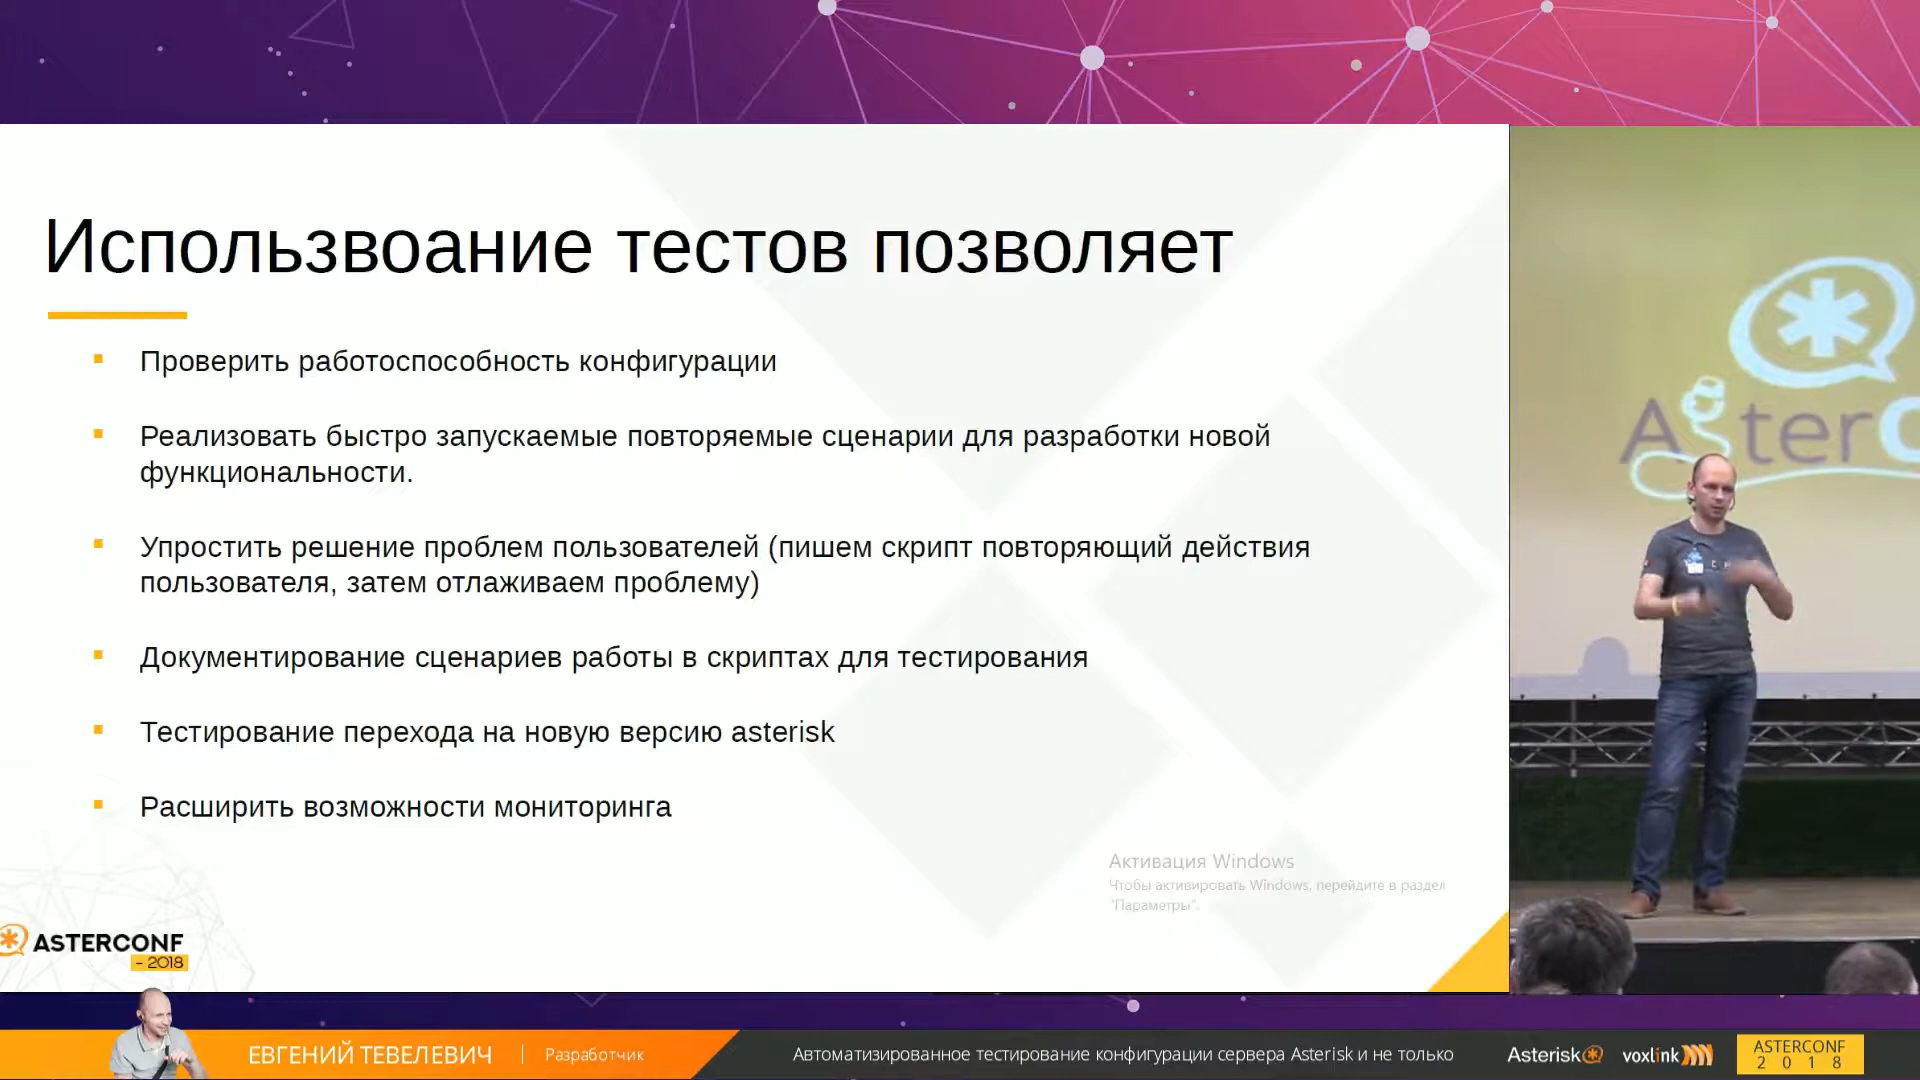 Использвоание тестов позволяет
Проверить работоспособность конфигурации
Реализовать быстро запускаемые повторяемые сценарии для разработки новой
функциональности.
Упростить решение проблем пользователей (пишем скрипт повторяющий действия
пользователя, затем отлаживаем проблему)
Документирование сценариев работы в скриптах для тестирования
Тестирование перехода на новую версию asterisk
Расширить возможности мониторинга
Активация Windows
Чтобы активировать Windows, перейдите в раздел
"Параметры".
ASTERCONF
- 2018
Aster
ЕВГЕНИЙ ТЕВЕЛЕВИЧ
Разработчик
Автоматизированное тестирование конфигурации сервера Asterisk и не только
Asterisk
voxlink
ASTERCONF
2 0 1 8